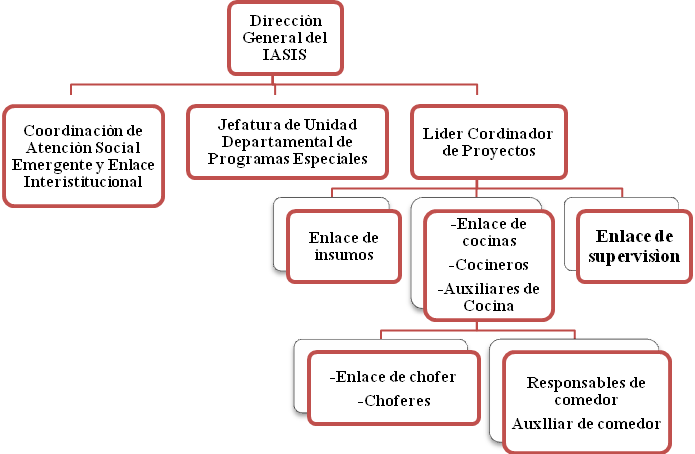 Dirección
General del
IASIS
Coordinación de
Atención Social
Emergente y Enlace
Interistitucional
Jefatura de Unidad
Departamental de
Programas Especiales
Lider Cordinador
de Proyectos
Enlace de
insumos
-Enlace de
cocinas
-Cocineros
-Auxiliares de
Cocina
Enlace de
supervisìon
-Enlace de chofer
-Choferes
Responsables de
comedor
Auxlliar de comedor